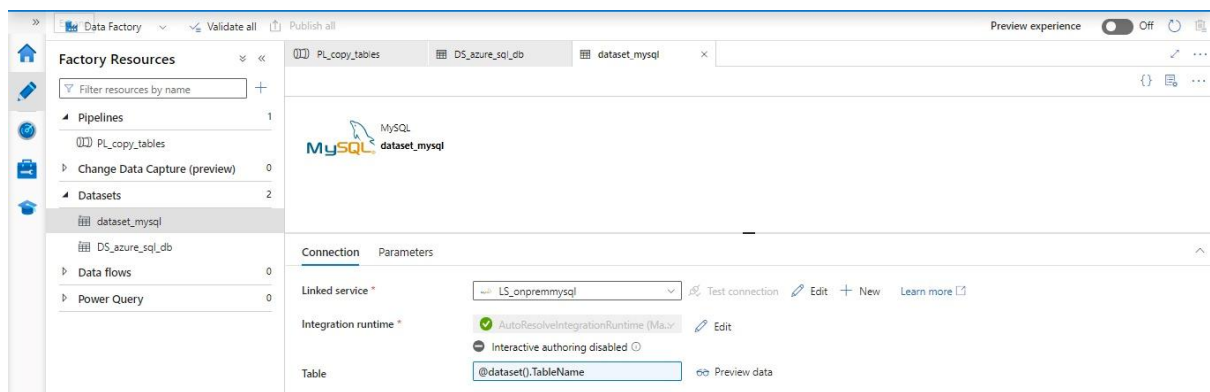 Data Factory Validate all Publish all Preview experience Off
Factory Resources
Filter resources by name
Pipelines 1
PL_copy_tables
Change Data Capture (preview) 0
Datasets 2
dataset_mysql
DS_azure_sql_db
Data flows 0
Power Query 0
PL_copy_tables DS_azure_sql_db dataset_mysql
MySQL
MySQL
dataset_mysql
Connection Parameters
Linked service * LS_onpremmysql Test connection Edit New Learn more
Integration runtime * AutoResolveIntegrationRuntime (Ma Edit
Interactive authoring disabled
Table @dataset().TableName Preview data